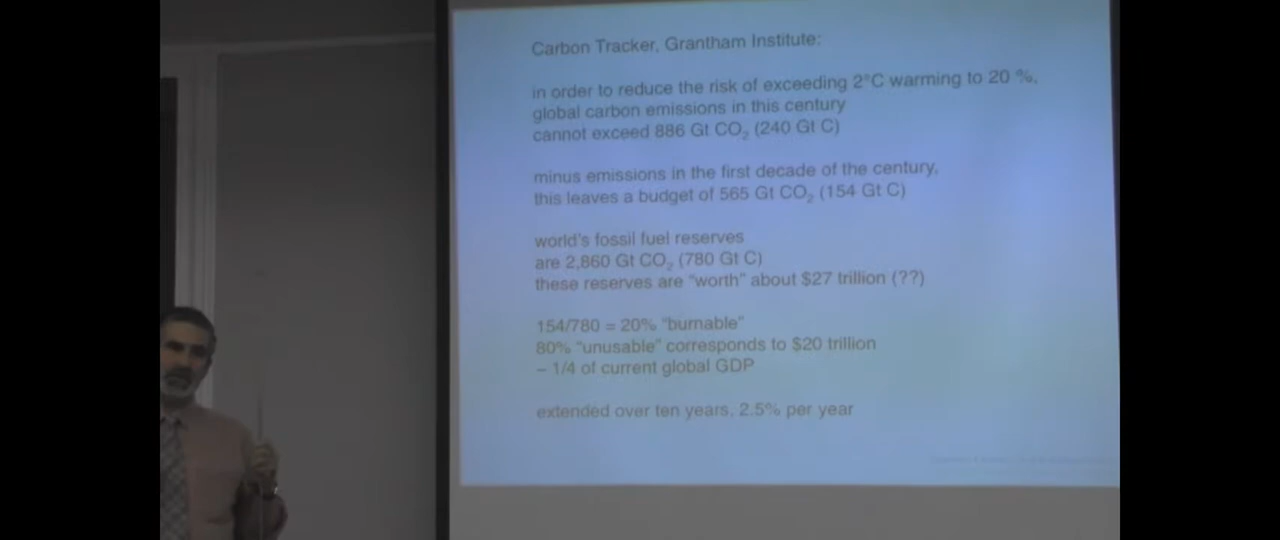 Carbon Tracker, Grantham Institute:
in order to reduce the risk of exceeding 2°C warming to 20 %,
global carbon emissions in this century
cannot exceed 886 Gt CO₂ (240 Gt C)
minus emissions in the first decade of the century,
this leaves a budget of 565 Gt CO₂ (154 Gt C)
world's fossil fuel reserves
are 2,860 Gt CO₂ (780 Gt C)
these reserves are "worth" about $27 trillion (??)
154/780 = 20% "burnable"
80% "unusable" corresponds to $20 trillion
~ 1/4 of current global GDP
extended over ten years, 2.5% per year